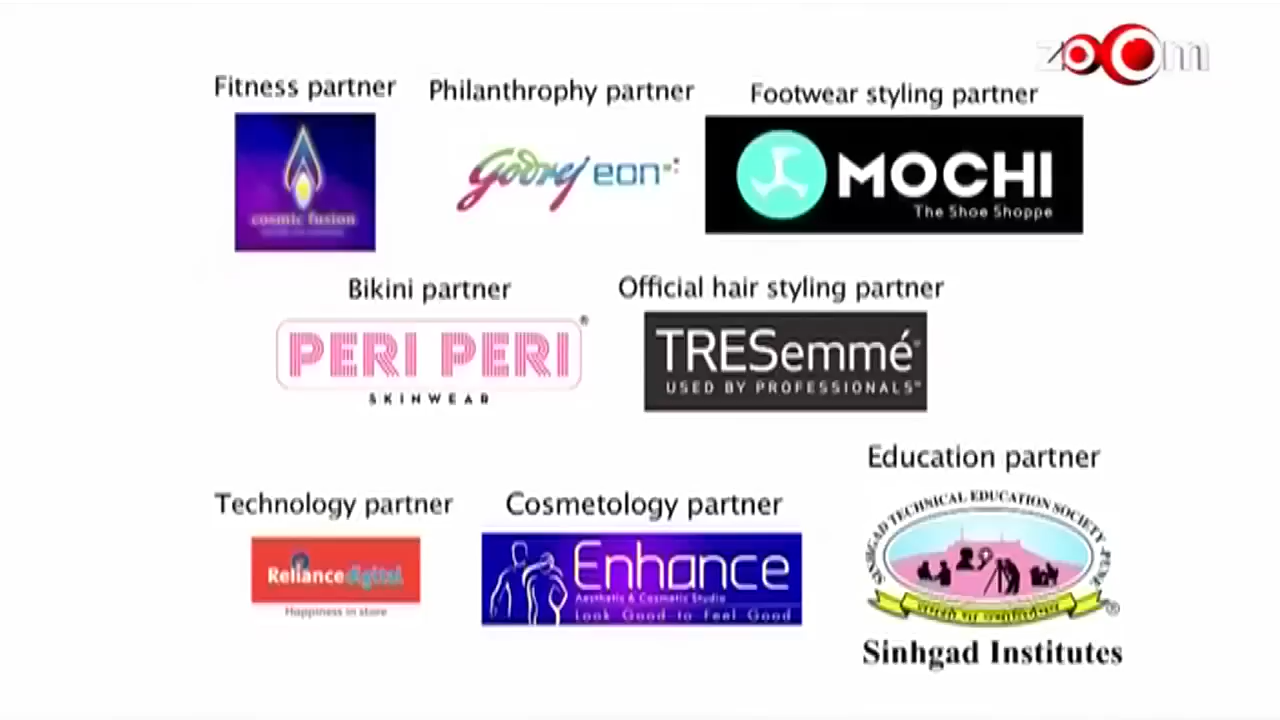 zoom
Fitness partner
cosmic fusion
Philanthrophy partner
Godrej eon
Footwear styling partner
MOCHI
The Shoe Shoppe
Bikini partner
PERI PERI®
SKINWEAR
Official hair styling partner
TRESemmé®
USED BY PROFESSIONALS
Technology partner
Reliance digital
Happiness in store
Cosmetology partner
Enhance
Aesthetic & Cosmetic Studio
Look Good to Feel Good
Education partner
SINHGAD TECHNICAL EDUCATION SOCIETY - PUNE
®
Sinhgad Institutes